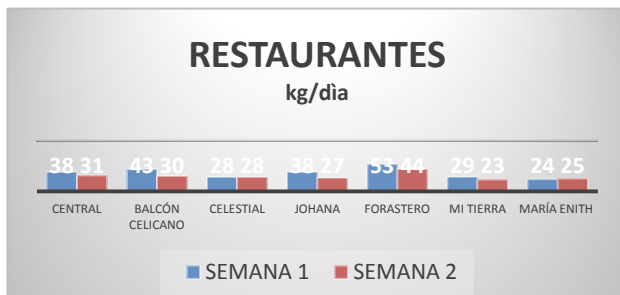 RESTAURANTES
kg/dìa
38 31 43 30 28 28 38 27 53 44 29 23 24 25
CENTRAL BALCÓN CELESTIAL JOHANA FORASTERO MI TIERRA MARÍA ENITH
CELICANO
SEMANA 1 SEMANA 2